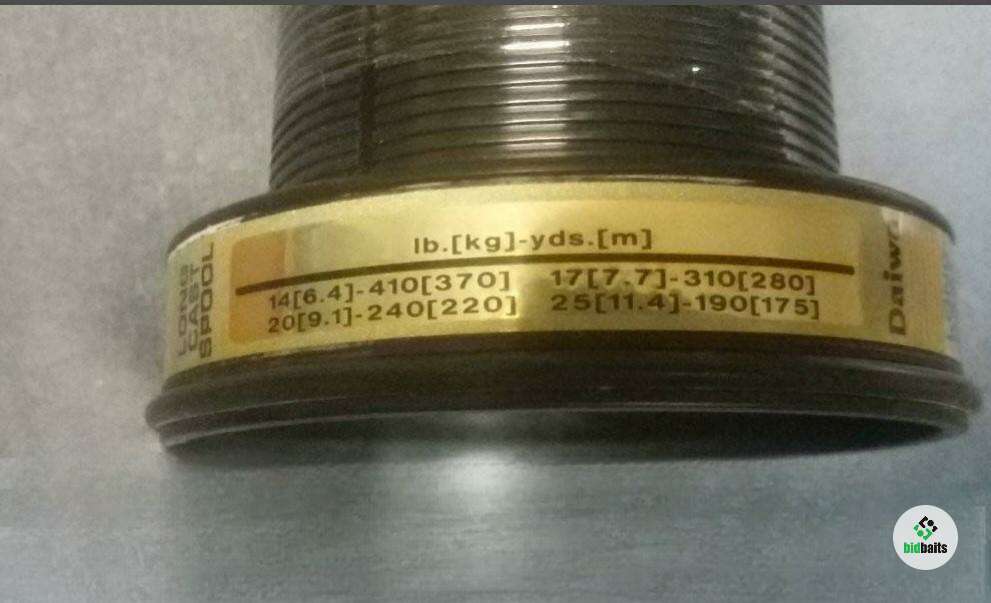 LONG
CAST
SPOOL
lb.[kg]-yds.[m]
14[6.4]-410[370] 17[7.7]-310[280]
20[9.1]-240[220] 25[11.4]-190[175]
Daiwa
bidbaits